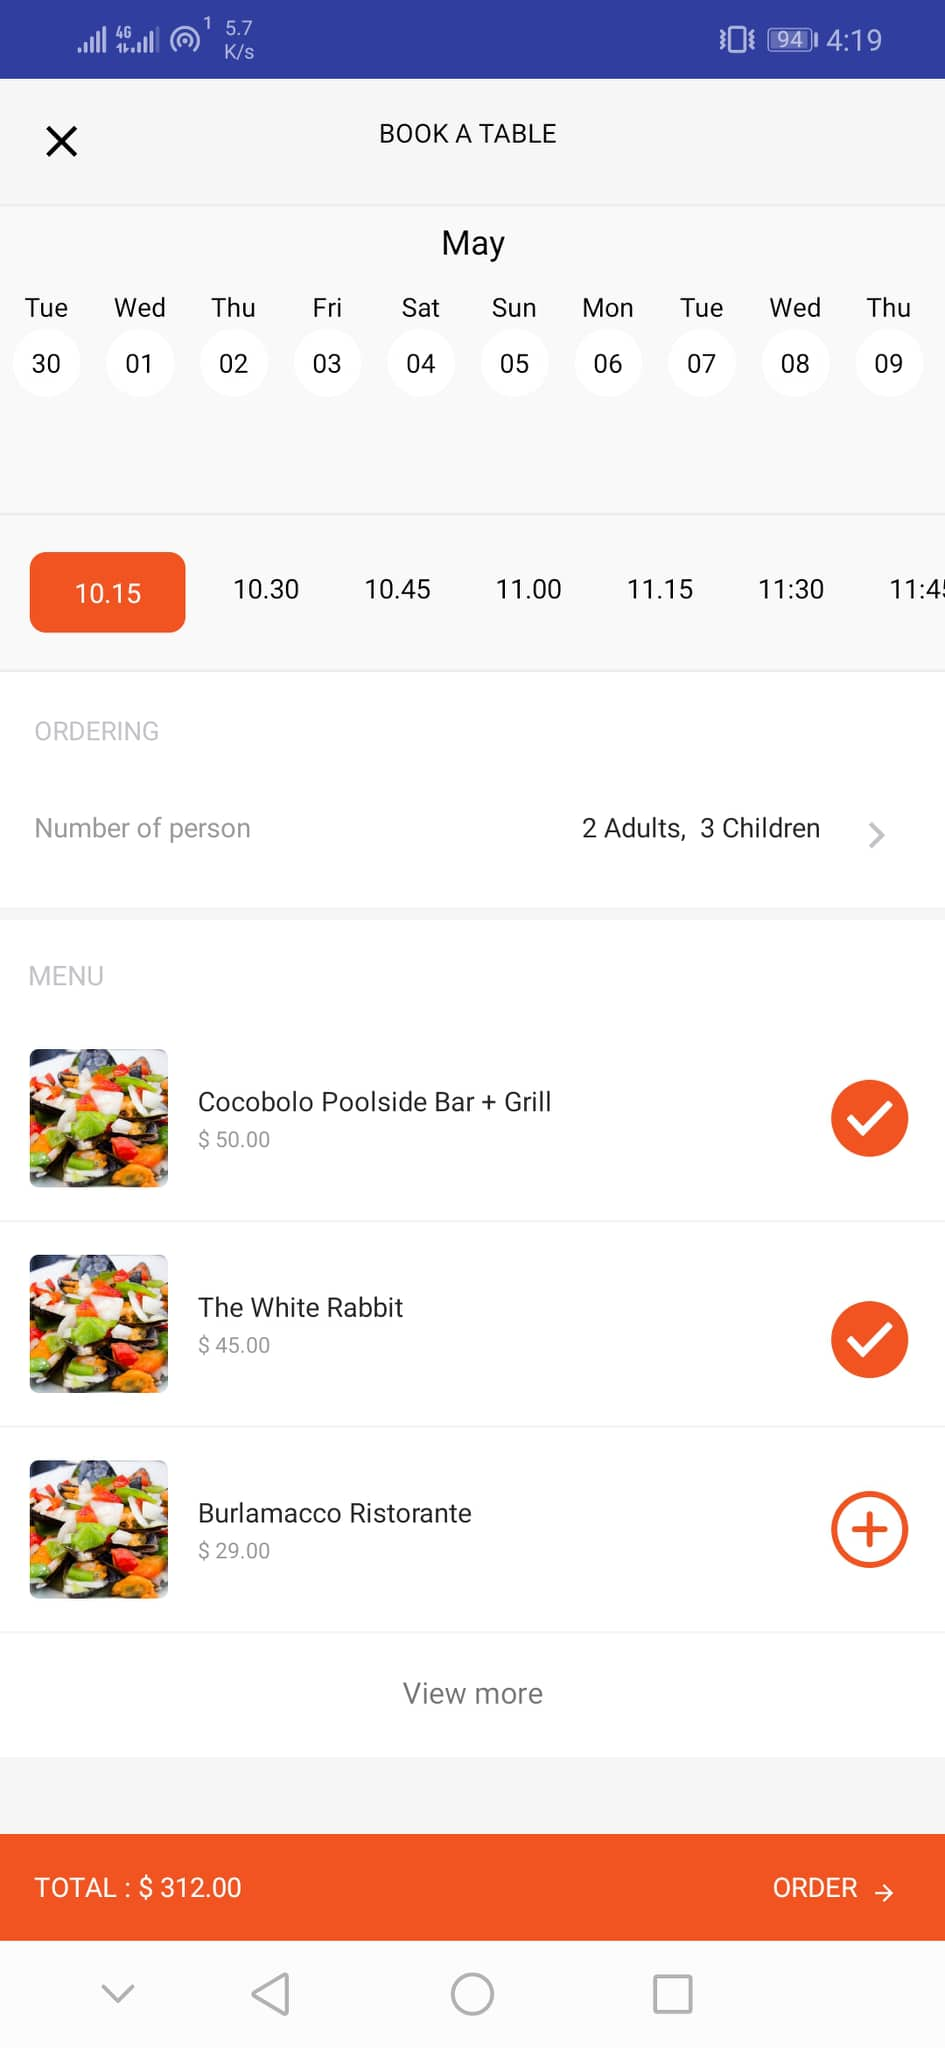 4G 1 5.7 K/s 94 4:19
BOOK A TABLE
May
Tue Wed Thu Fri Sat Sun Mon Tue Wed Thu
30 01 02 03 04 05 06 07 08 09
10.15 10.30 10.45 11.00 11.15 11:30 11:45
ORDERING
Number of person 2 Adults, 3 Children
MENU
Cocobolo Poolside Bar + Grill
$ 50.00
The White Rabbit
$ 45.00
Burlamacco Ristorante
$ 29.00
View more
TOTAL : $ 312.00 ORDER →